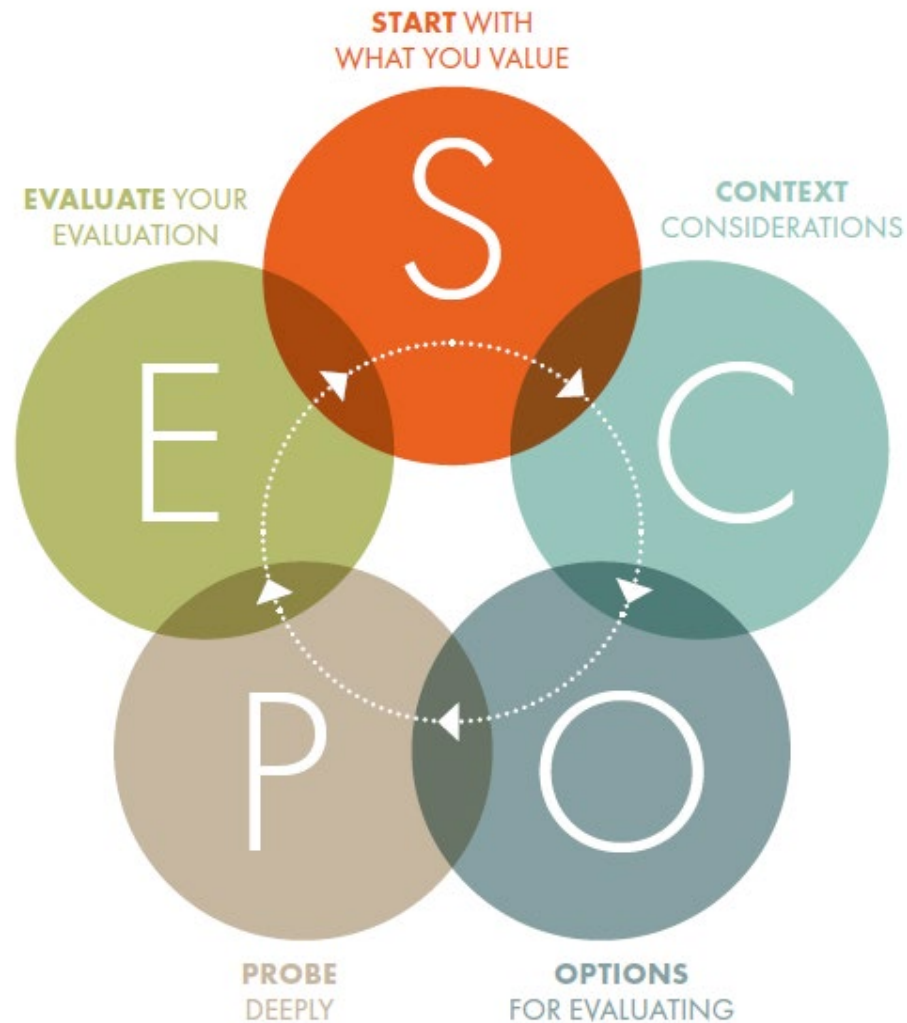 START WITH
WHAT YOU VALUE
S
CONTEXT
CONSIDERATIONS
C
O
OPTIONS
FOR EVALUATING
P
PROBE
DEEPLY
EVALUATE YOUR
EVALUATION
E